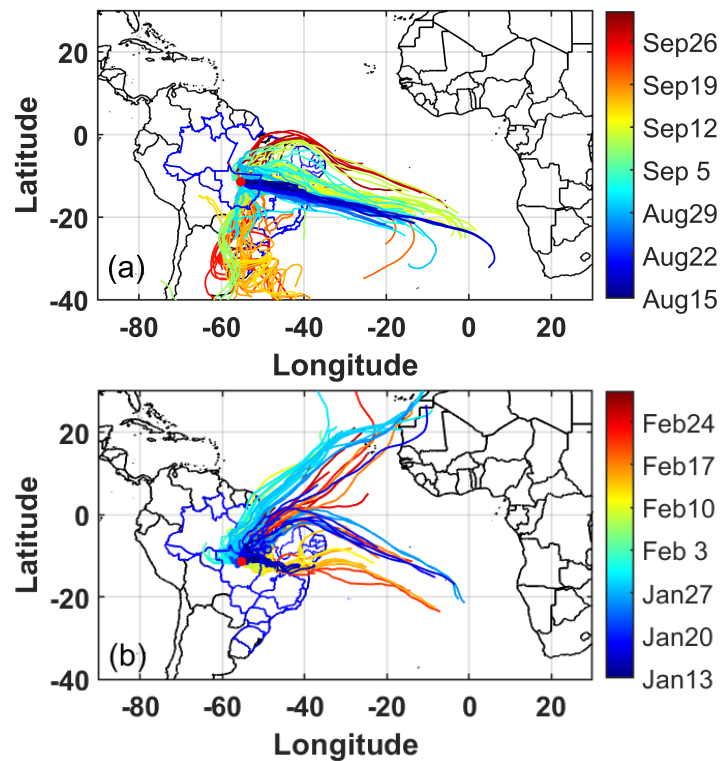 20
0
-20
-40
Latitude
(a)
-80 -60 -40 -20 0 20
Longitude
Sep26
Sep19
Sep12
Sep 5
Aug29
Aug22
Aug15
20
0
-20
-40
Latitude
(b)
-80 -60 -40 -20 0 20
Longitude
Feb24
Feb17
Feb10
Feb 3
Jan27
Jan20
Jan13